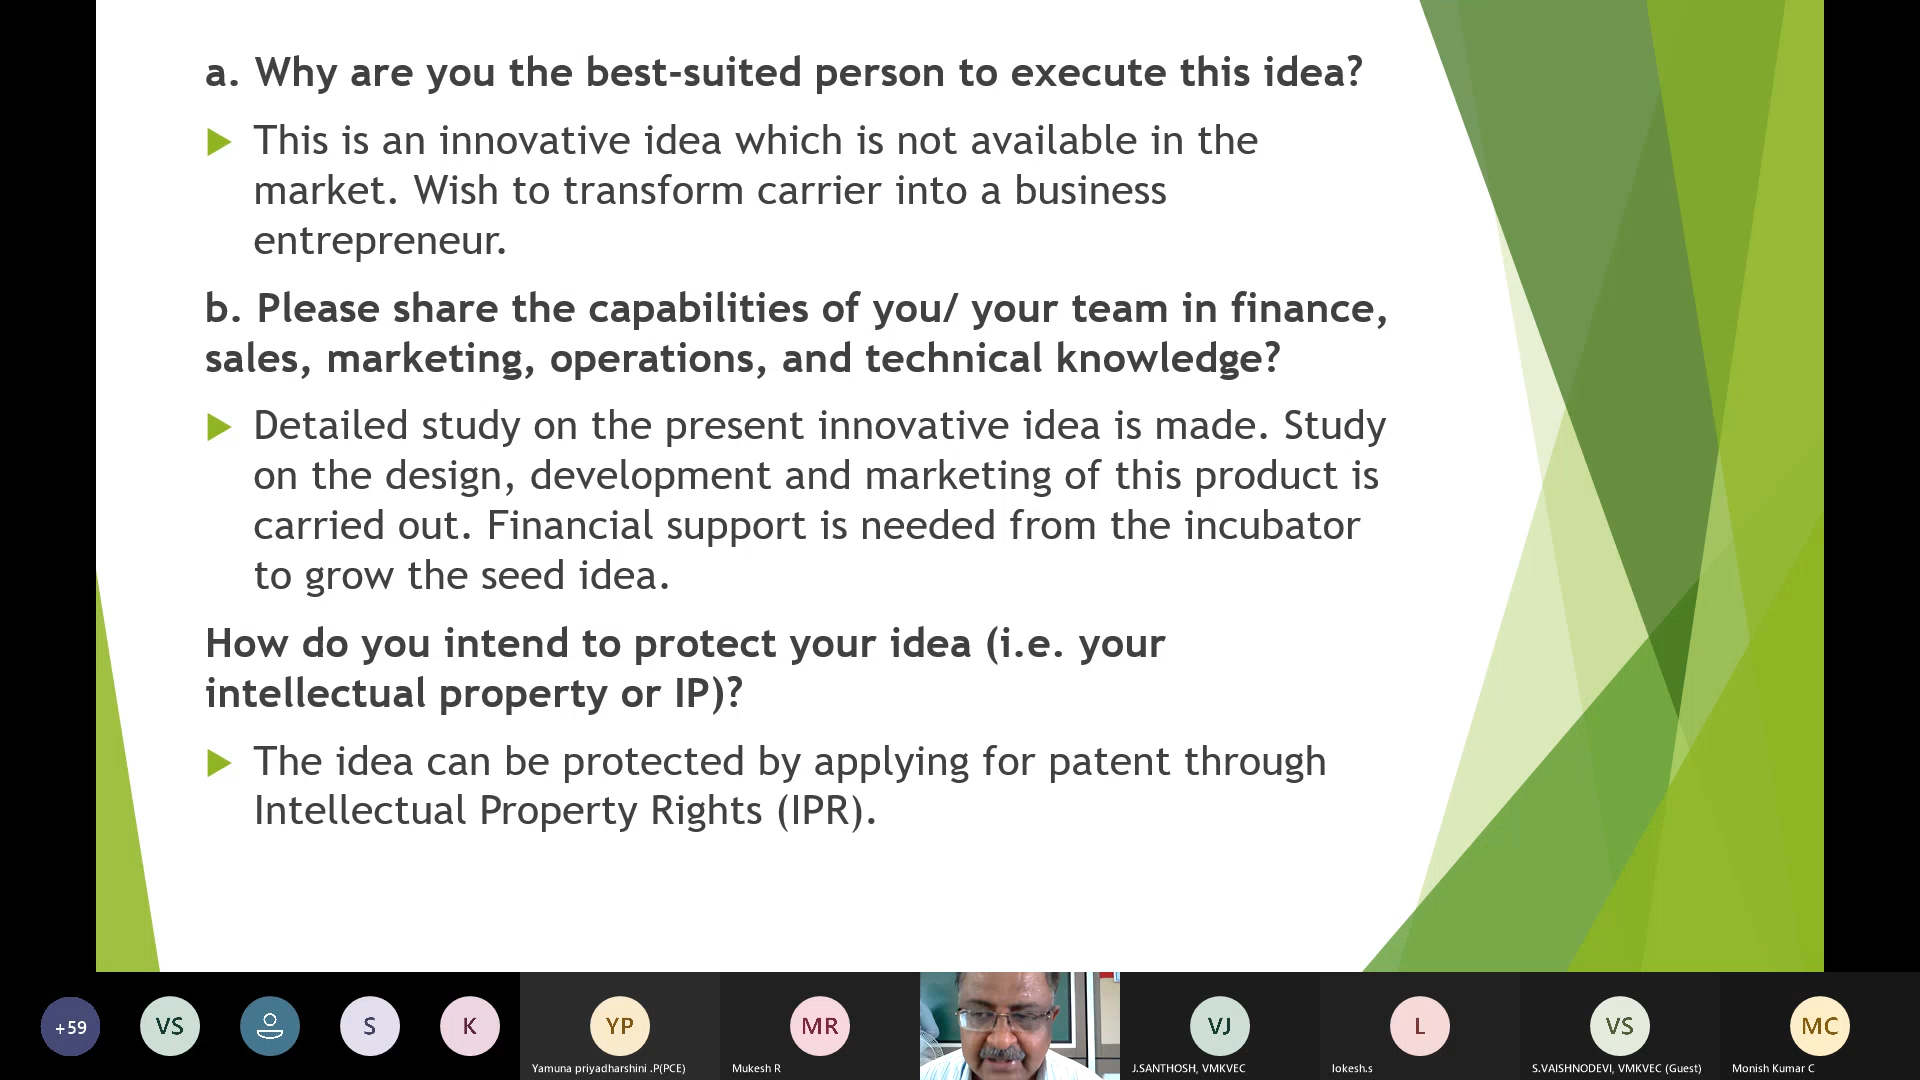 a. Why are you the best-suited person to execute this idea?
This is an innovative idea which is not available in the
market. Wish to transform carrier into a business
entrepreneur.
b. Please share the capabilities of you/ your team in finance,
sales, marketing, operations, and technical knowledge?
Detailed study on the present innovative idea is made. Study
on the design, development and marketing of this product is
carried out. Financial support is needed from the incubator
to grow the seed idea.
How do you intend to protect your idea (i.e. your
intellectual property or IP)?
The idea can be protected by applying for patent through
Intellectual Property Rights (IPR).
+59
VS
S
K
YP
MR
VJ
L
VS
MC
Yamuna priyadharshini .P(PCE)
Mukesh R
J.SANTHOSH, VMKVEC
lokesh.s
S.VAISHNODEVI, VMKVEC (Guest)
Monish Kumar C